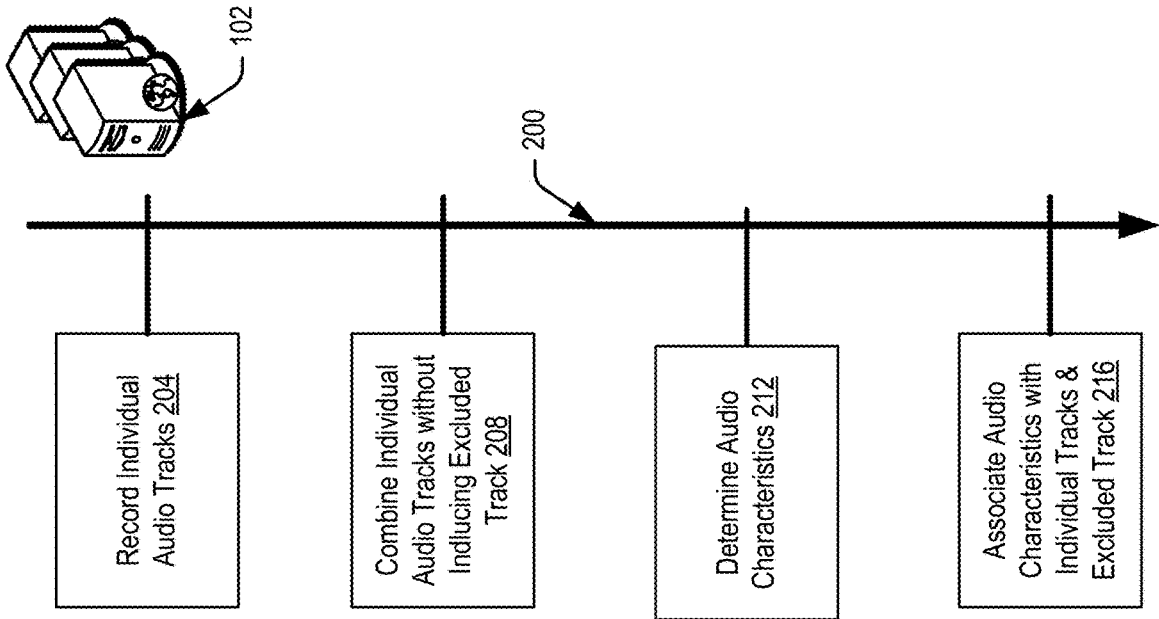 102
200
Record Individual
Audio Tracks 204
Combine Individual
Audio Tracks without
Indlucing Excluded
Track 208
Determine Audio
Characteristics 212
Associate Audio
Characteristics with
Individual Tracks &
Excluded Track 216